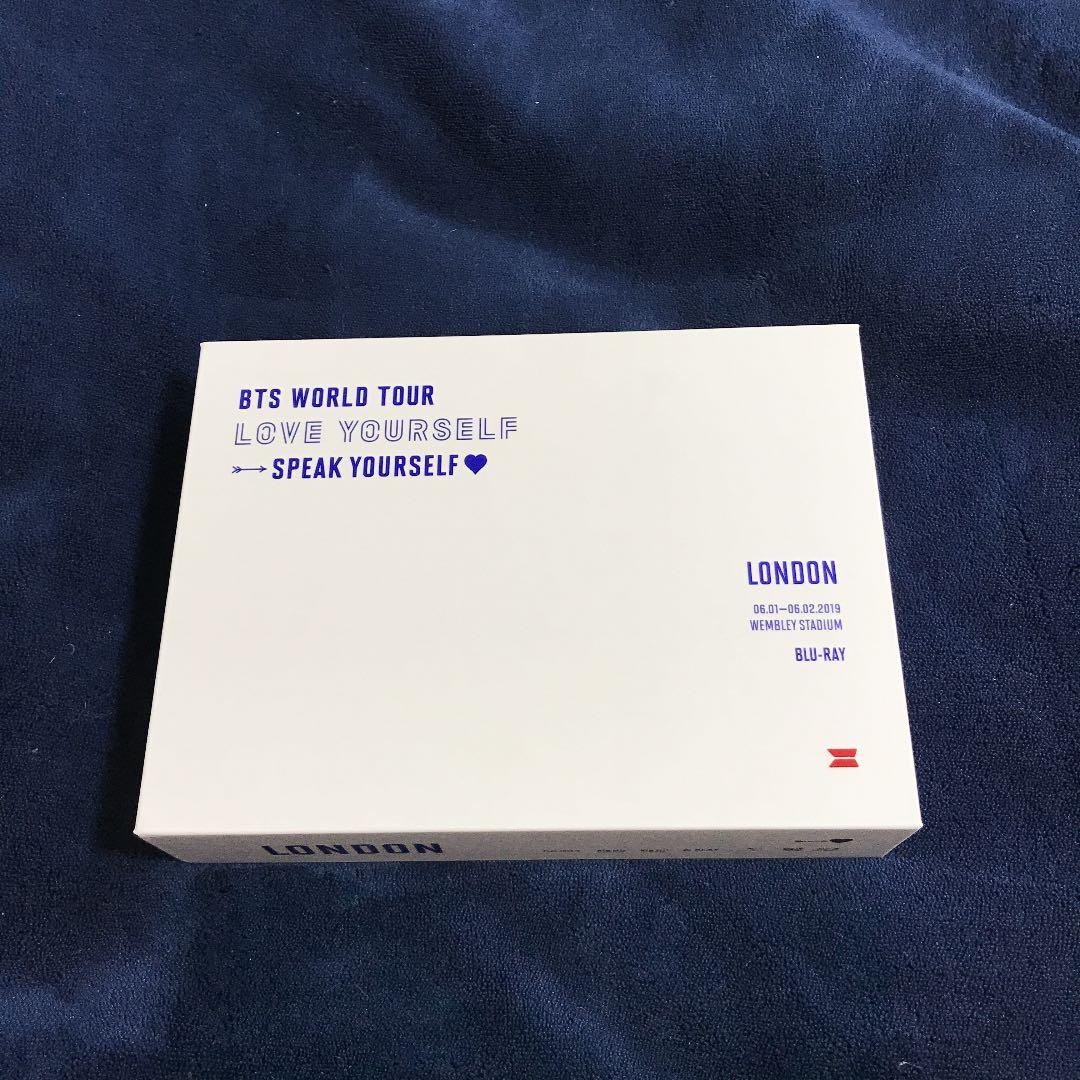 BTS WORLD TOUR
LOVE YOURSELF
SPEAK YOURSELF
LONDON
06.01—06.02.2019
WEMBLEY STADIUM
BLU-RAY
LONDON